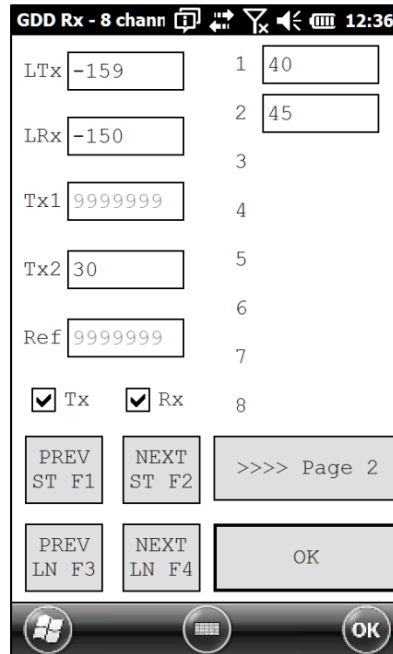 GDD Rx - 8 chann 12:36
LTx -159
LRx -150
Tx1 9999999
Tx2 30
Ref 9999999
Tx Rx
1 40
2 45
3
4
5
6
7
8
PREV ST F1
NEXT ST F2
>>>> Page 2
PREV LN F3
NEXT LN F4
OK
OK